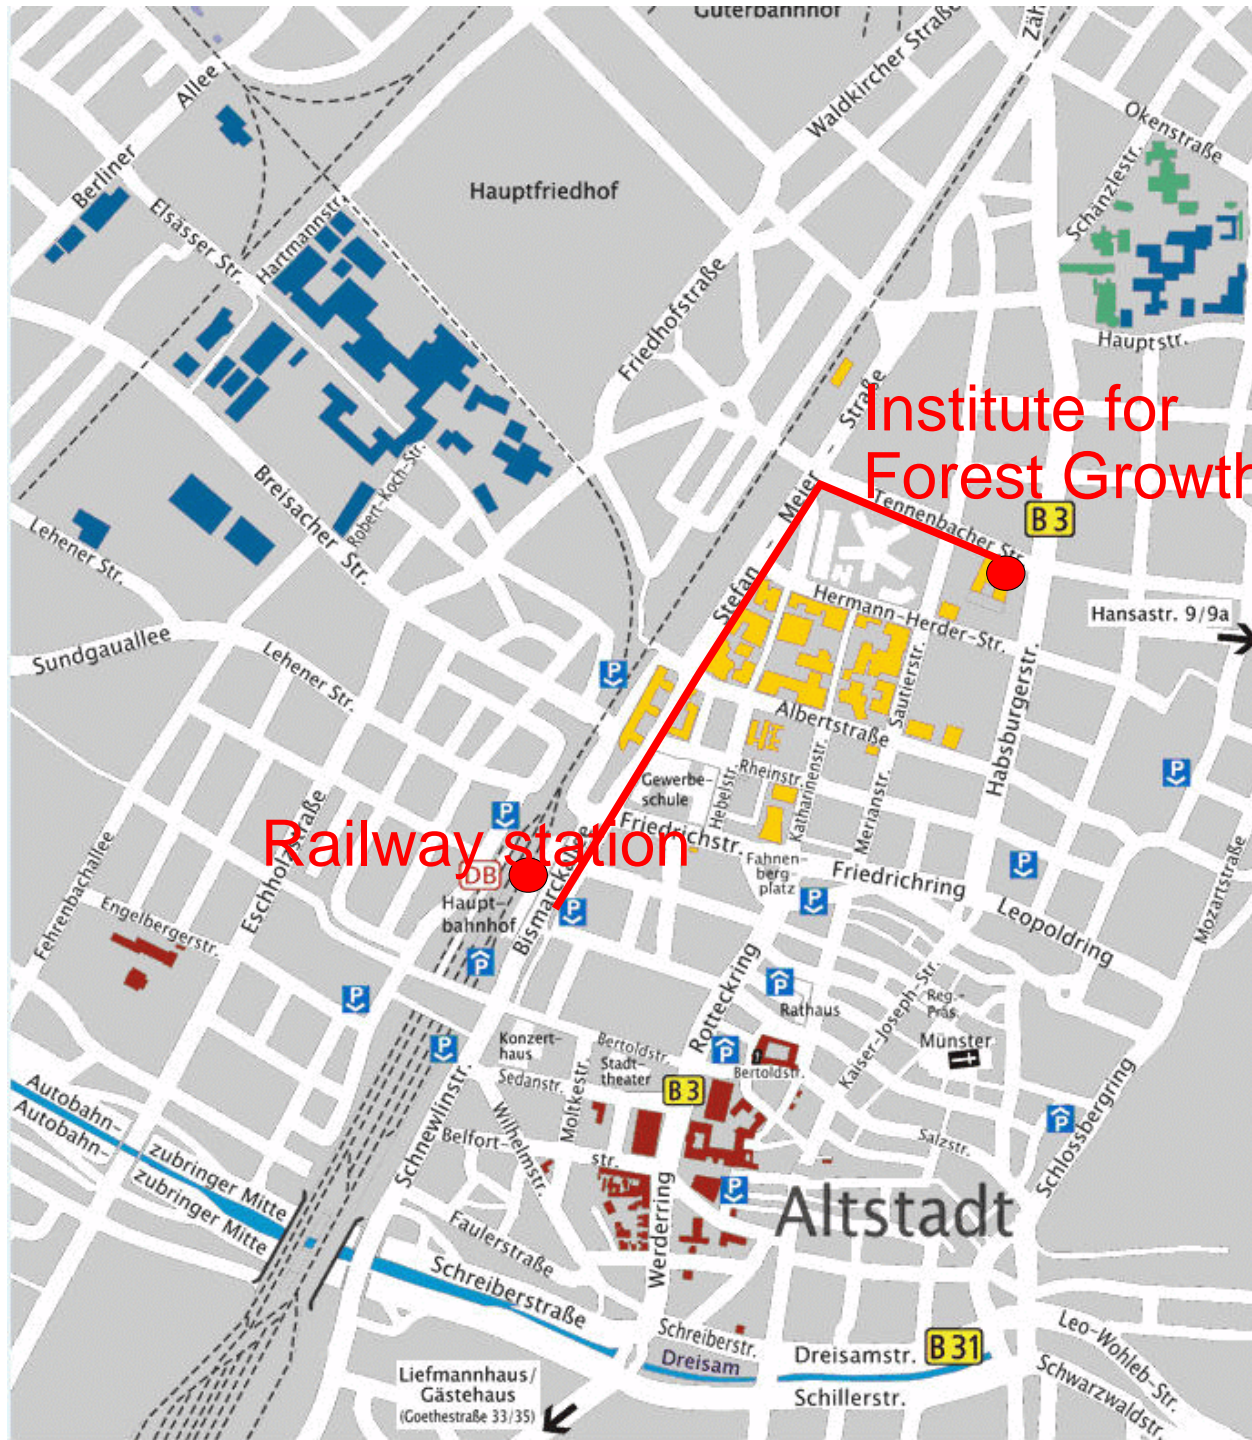 Güterbahnhof
Zäh
Waldkircher Straße
Allee
Berliner
Okenstraße
Schänzlestr.
Hauptfriedhof
Elsässer Str.
Hartmannstr.
Friedhofstraße
Hauptstr.
Straße
Institute for
Forest Growth
Meier -
Tennenbacher Str.
B 3
Breisacher Str.
Robert-Koch-Str.
Lehener Str.
Stefan -
Hermann-Herder-Str.
Hansastr. 9/9a
Sundgauallee
Lehener Str.
P
Sautierstr.
Habsburgerstr.
Albertstraße
Rheinstr.
Katharinenstr.
Hebelstr.
Merianstr.
P
Gewerbe-
schule
P
Railway station
Friedrichstr.
Eschholzstraße
Fahnen-
berg-
platz
Friedrichring
P
Mozartstraße
DB
Haupt-
bahnhof
Bismarckallee
P
P
Leopoldring
Fehrenbachallee
Engelbergerstr.
P
P
Rotteckring
P
Rathaus
Kaiser-Joseph-Str.
Reg.-
Präs.
Münster
P
Konzert-
haus
Bertoldstr.
P
Stadt-
theater
Bertoldstr.
Sedanstr.
Moltkestr.
B 3
Autobahn-
Autobahn-
zubringer Mitte
zubringer Mitte
Schnewlinstr.
Belfort-
str.
Wilhelmstr.
Salzstr.
P
Schlossbergring
P
Altstadt
Faulerstraße
Werderring
Schreiberstraße
Schreiberstr.
Dreisam
Dreisamstr.
B 31
Leo-Wohleb-Str.
Schwarzwaldstr.
Schillerstr.
Liefmannhaus/
Gästehaus
(Goethestraße 33/35)